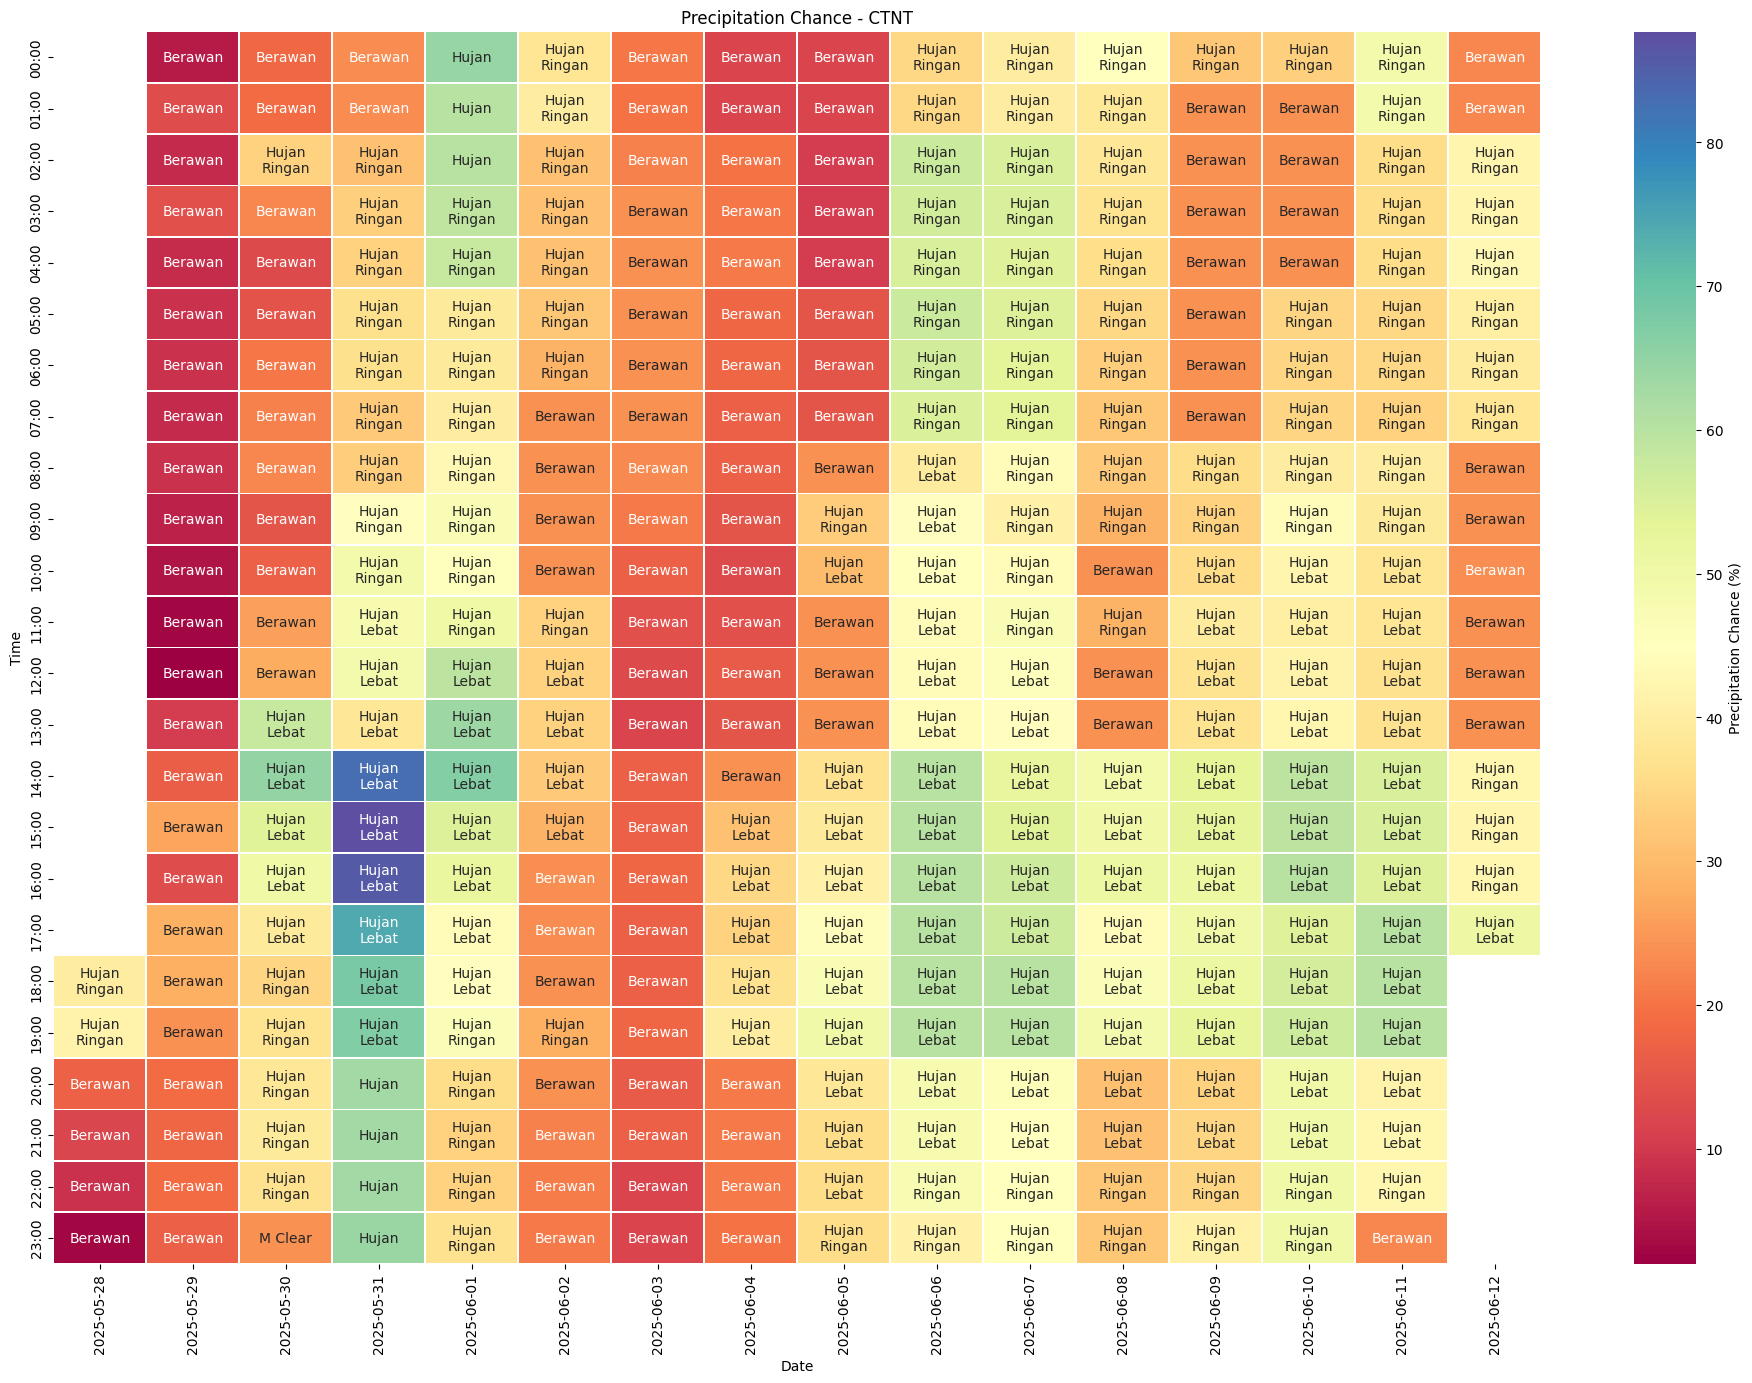 Precipitation Chance - CTNT
00:00 Berawan Berawan Berawan Hujan Hujan Ringan Berawan Berawan Berawan Hujan Ringan Hujan Ringan Hujan Ringan Hujan Ringan Hujan Ringan Hujan Ringan Berawan
01:00 Berawan Berawan Berawan Hujan Hujan Ringan Berawan Berawan Berawan Hujan Ringan Hujan Ringan Hujan Ringan Berawan Berawan Hujan Ringan Berawan
02:00 Berawan Hujan Ringan Hujan Ringan Hujan Hujan Ringan Berawan Berawan Berawan Hujan Ringan Hujan Ringan Hujan Ringan Berawan Berawan Hujan Ringan Hujan Ringan
03:00 Berawan Berawan Hujan Ringan Hujan Ringan Hujan Ringan Berawan Berawan Berawan Hujan Ringan Hujan Ringan Hujan Ringan Berawan Berawan Hujan Ringan Hujan Ringan
04:00 Berawan Berawan Hujan Ringan Hujan Ringan Hujan Ringan Berawan Berawan Berawan Hujan Ringan Hujan Ringan Hujan Ringan Berawan Berawan Hujan Ringan Hujan Ringan
05:00 Berawan Berawan Hujan Ringan Hujan Ringan Hujan Ringan Berawan Berawan Berawan Hujan Ringan Hujan Ringan Hujan Ringan Berawan Hujan Ringan Hujan Ringan Hujan Ringan
06:00 Berawan Berawan Hujan Ringan Hujan Ringan Hujan Ringan Berawan Berawan Berawan Hujan Ringan Hujan Ringan Hujan Ringan Berawan Hujan Ringan Hujan Ringan Hujan Ringan
07:00 Berawan Berawan Hujan Ringan Hujan Ringan Berawan Berawan Berawan Berawan Hujan Ringan Hujan Ringan Hujan Ringan Berawan Hujan Ringan Hujan Ringan Hujan Ringan
08:00 Berawan Berawan Hujan Ringan Hujan Ringan Berawan Berawan Berawan Berawan Hujan Lebat Hujan Ringan Hujan Ringan Hujan Ringan Hujan Ringan Hujan Ringan Berawan
09:00 Berawan Berawan Hujan Ringan Hujan Ringan Berawan Berawan Berawan Hujan Ringan Hujan Lebat Hujan Ringan Hujan Ringan Hujan Ringan Hujan Ringan Hujan Ringan Berawan
10:00 Berawan Berawan Hujan Ringan Hujan Ringan Berawan Berawan Berawan Hujan Lebat Hujan Lebat Hujan Ringan Berawan Hujan Lebat Hujan Lebat Hujan Lebat Berawan
11:00 Berawan Berawan Hujan Lebat Hujan Ringan Hujan Ringan Berawan Berawan Berawan Hujan Lebat Hujan Ringan Hujan Ringan Hujan Lebat Hujan Lebat Hujan Lebat Berawan
12:00 Berawan Berawan Hujan Lebat Hujan Lebat Hujan Lebat Berawan Berawan Berawan Hujan Lebat Hujan Lebat Berawan Hujan Lebat Hujan Lebat Hujan Lebat Berawan
13:00 Berawan Hujan Lebat Hujan Lebat Hujan Lebat Hujan Lebat Berawan Berawan Berawan Hujan Lebat Hujan Lebat Berawan Hujan Lebat Hujan Lebat Hujan Lebat Berawan
14:00 Berawan Hujan Lebat Hujan Lebat Hujan Lebat Hujan Lebat Berawan Berawan Hujan Lebat Hujan Lebat Hujan Lebat Hujan Lebat Hujan Lebat Hujan Lebat Hujan Lebat Hujan Ringan
15:00 Berawan Hujan Lebat Hujan Lebat Hujan Lebat Hujan Lebat Berawan Hujan Lebat Hujan Lebat Hujan Lebat Hujan Lebat Hujan Lebat Hujan Lebat Hujan Lebat Hujan Lebat Hujan Ringan
16:00 Berawan Hujan Lebat Hujan Lebat Hujan Lebat Berawan Berawan Hujan Lebat Hujan Lebat Hujan Lebat Hujan Lebat Hujan Lebat Hujan Lebat Hujan Lebat Hujan Lebat Hujan Ringan
17:00 Berawan Hujan Lebat Hujan Lebat Hujan Lebat Berawan Berawan Hujan Lebat Hujan Lebat Hujan Lebat Hujan Lebat Hujan Lebat Hujan Lebat Hujan Lebat Hujan Lebat Hujan Lebat
18:00 Hujan Ringan Berawan Hujan Ringan Hujan Lebat Hujan Lebat Berawan Berawan Hujan Lebat Hujan Lebat Hujan Lebat Hujan Lebat Hujan Lebat Hujan Lebat Hujan Lebat Hujan Lebat
19:00 Hujan Ringan Berawan Hujan Ringan Hujan Lebat Hujan Ringan Hujan Ringan Berawan Hujan Lebat Hujan Lebat Hujan Lebat Hujan Lebat Hujan Lebat Hujan Lebat Hujan Lebat Hujan Lebat
20:00 Berawan Berawan Hujan Ringan Hujan Hujan Ringan Berawan Berawan Berawan Hujan Lebat Hujan Lebat Hujan Lebat Hujan Lebat Hujan Lebat Hujan Lebat Hujan Lebat
21:00 Berawan Berawan Hujan Ringan Hujan Hujan Ringan Berawan Berawan Berawan Hujan Lebat Hujan Lebat Hujan Lebat Hujan Lebat Hujan Lebat Hujan Lebat Hujan Lebat
22:00 Berawan Berawan Hujan Ringan Hujan Hujan Ringan Berawan Berawan Berawan Hujan Lebat Hujan Ringan Hujan Ringan Hujan Ringan Hujan Ringan Hujan Ringan Hujan Ringan
23:00 Berawan Berawan M Clear Hujan Hujan Ringan Berawan Berawan Berawan Hujan Ringan Hujan Ringan Hujan Ringan Hujan Ringan Hujan Ringan Hujan Ringan Berawan
Time
2025-05-28 2025-05-29 2025-05-30 2025-05-31 2025-06-01 2025-06-02 2025-06-03 2025-06-04 2025-06-05 2025-06-06 2025-06-07 2025-06-08 2025-06-09 2025-06-10 2025-06-11 2025-06-12
Date
80
70
60
50
40
30
20
10
Precipitation Chance (%)